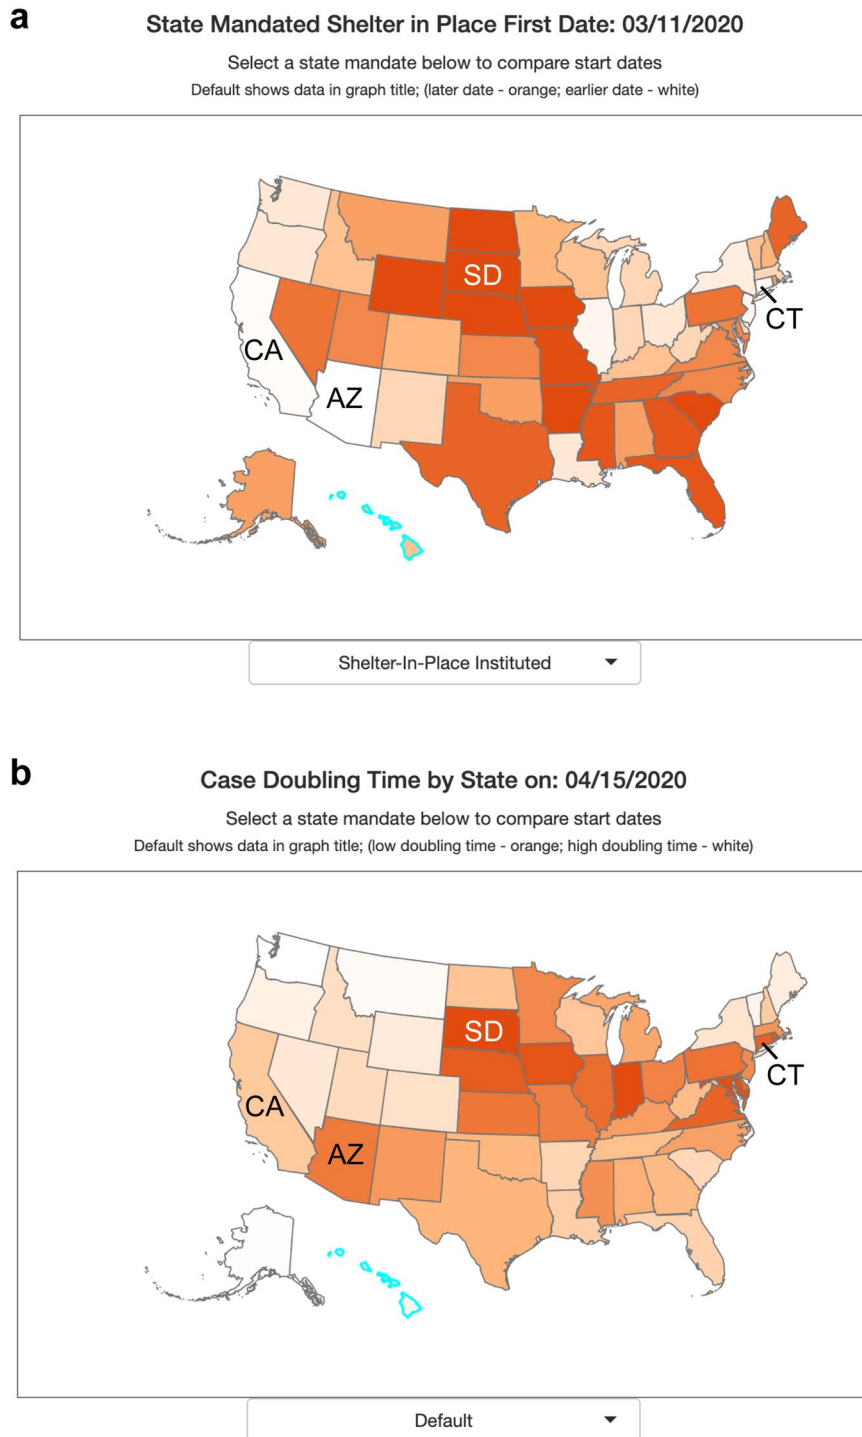 a
State Mandated Shelter in Place First Date: 03/11/2020
Select a state mandate below to compare start dates
Default shows data in graph title; (later date - orange; earlier date - white)
SD
CT
CA
AZ
Shelter-In-Place Instituted
b
Case Doubling Time by State on: 04/15/2020
Select a state mandate below to compare start dates
Default shows data in graph title; (low doubling time - orange; high doubling time - white)
SD
CT
CA
AZ
Default